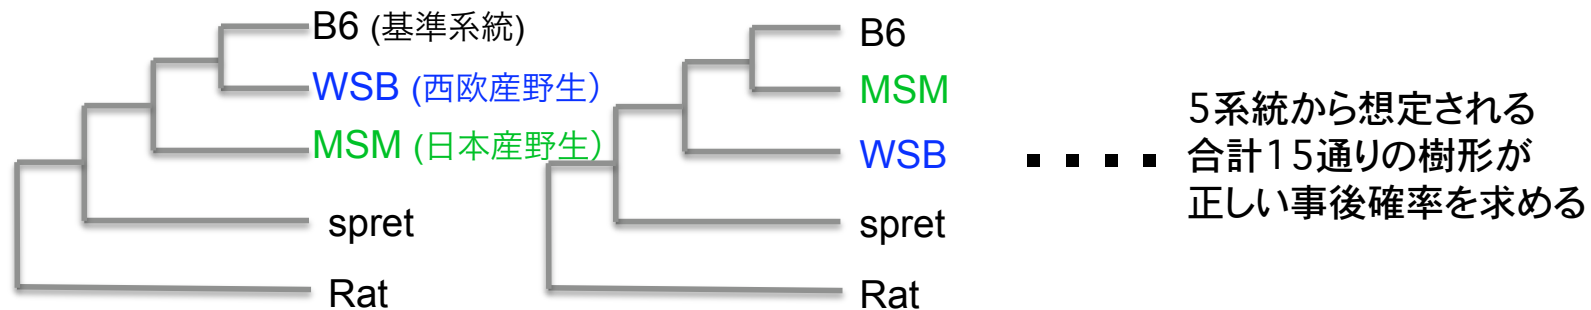 B6 (基準系統)
WSB (西欧産野生)
MSM (日本産野生)
spret
Rat
B6
MSM
WSB
spret
Rat
5系統から想定される
合計15通りの樹形が
正しい事後確率を求める